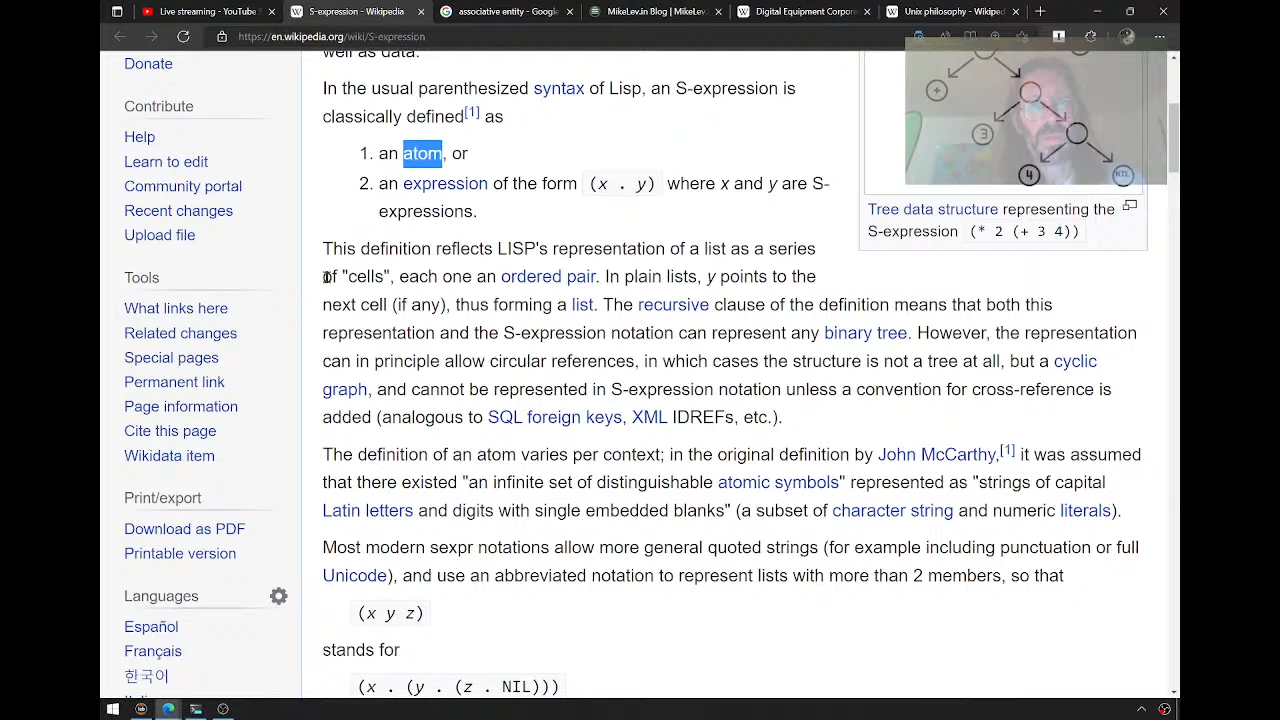 Live streaming - YouTube S
S-expression - Wikipedia
associative entity - Google
MikeLev.in Blog | MikeLev.
Digital Equipment Corpora
Unix philosophy - Wikiped
https://en.wikipedia.org/wiki/S-expression
well as data.
Donate
Contribute
Help
Learn to edit
Community portal
Recent changes
Upload file
Tools
What links here
Related changes
Special pages
Permanent link
Page information
Cite this page
Wikidata item
Print/export
Download as PDF
Printable version
Languages
Español
Français
한국어
In the usual parenthesized syntax of Lisp, an S-expression is
classically defined[1] as
1. an atom, or
2. an expression of the form (x . y) where x and y are S-
expressions.
This definition reflects LISP's representation of a list as a series
of "cells", each one an ordered pair. In plain lists, y points to the
next cell (if any), thus forming a list. The recursive clause of the definition means that both this
representation and the S-expression notation can represent any binary tree. However, the representation
can in principle allow circular references, in which cases the structure is not a tree at all, but a cyclic
graph, and cannot be represented in S-expression notation unless a convention for cross-reference is
added (analogous to SQL foreign keys, XML IDREFs, etc.).
The definition of an atom varies per context; in the original definition by John McCarthy,[1] it was assumed
that there existed "an infinite set of distinguishable atomic symbols" represented as "strings of capital
Latin letters and digits with single embedded blanks" (a subset of character string and numeric literals).
Most modern sexpr notations allow more general quoted strings (for example including punctuation or full
Unicode), and use an abbreviated notation to represent lists with more than 2 members, so that
(x y z)
stands for
(x . (y . (z . NIL)))
+
3
4
NIL
Tree data structure representing the
S-expression (* 2 (+ 3 4))